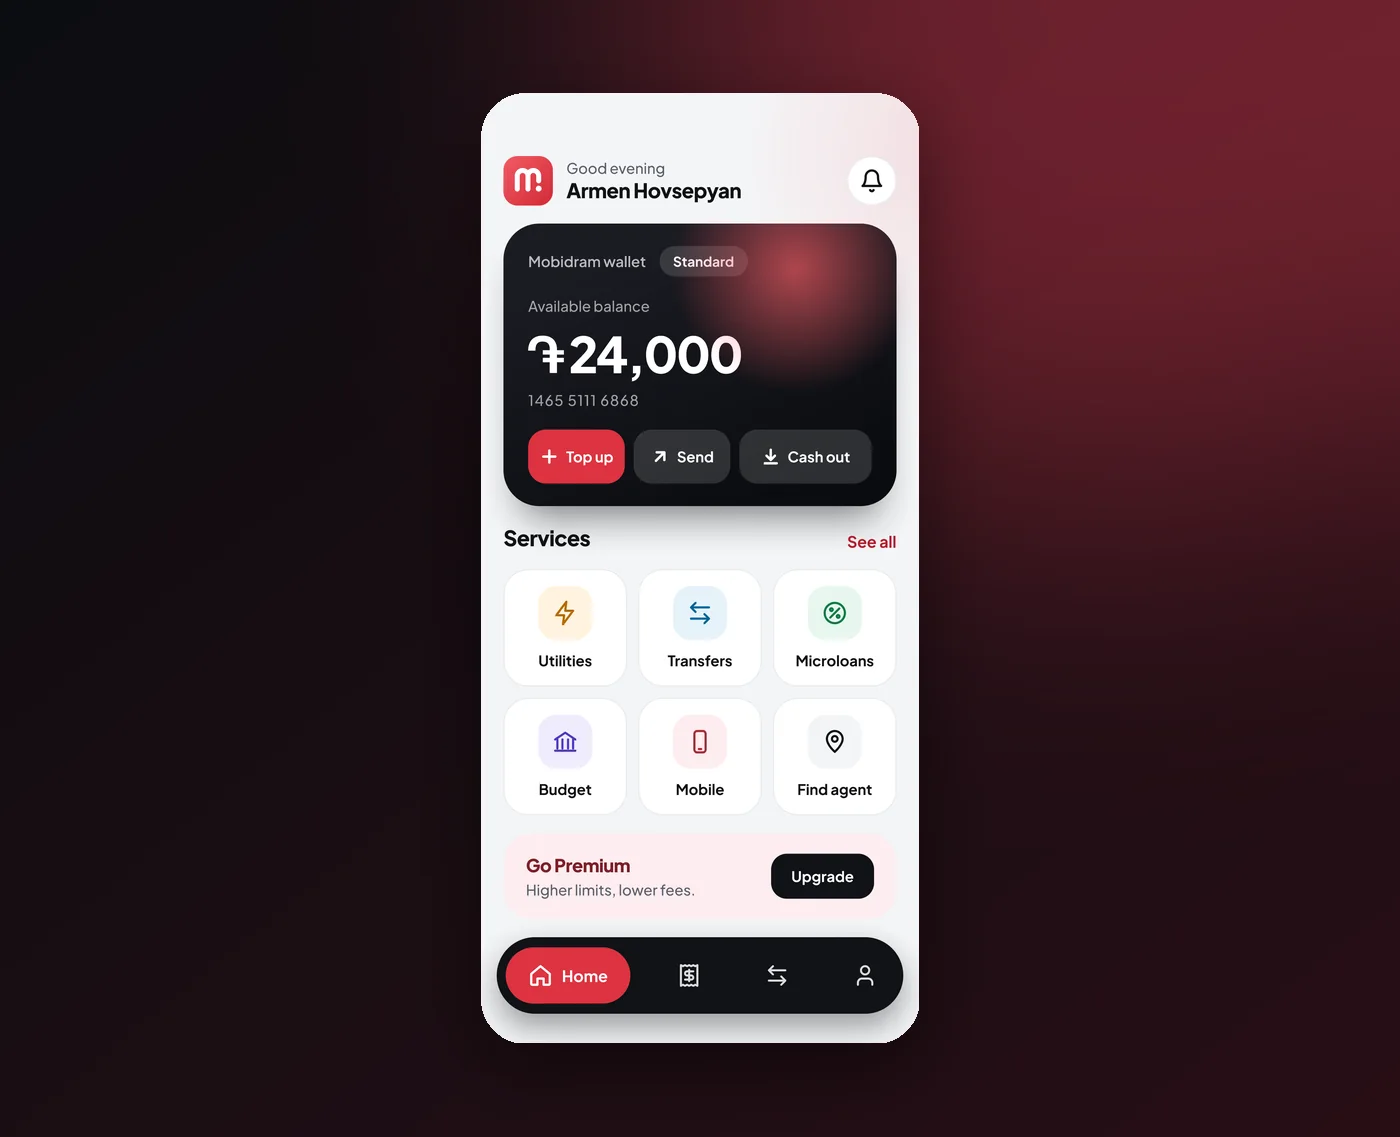 m.
Good evening
Armen Hovsepyan
Mobidram wallet
Standard
Available balance
֏24,000
1465 5111 6868
Top up
Send
Cash out
Services
See all
Utilities
Transfers
Microloans
Budget
Mobile
Find agent
Go Premium
Higher limits, lower fees.
Upgrade
Home